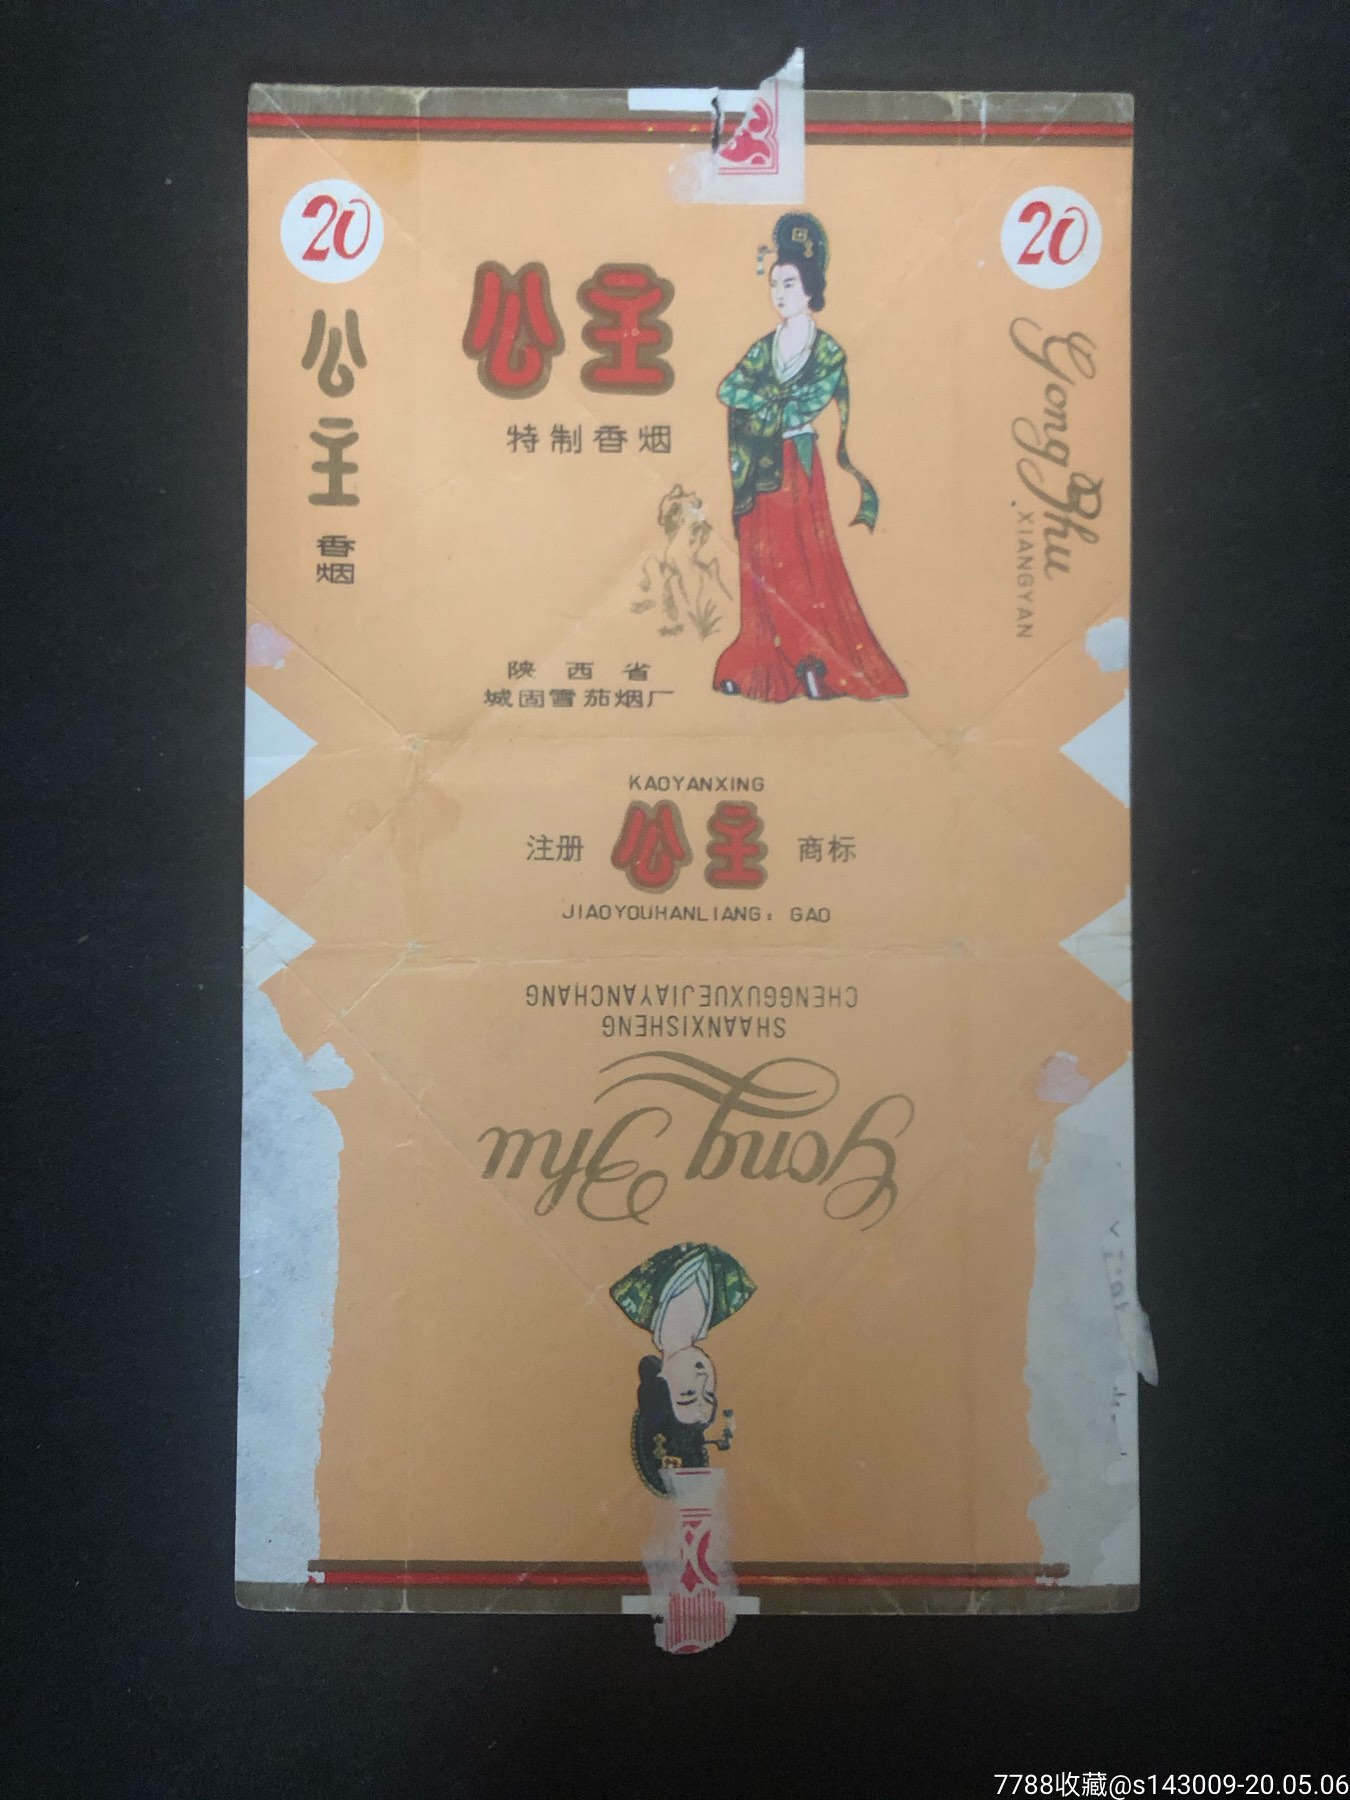 20
公主
香烟
公主
特制香烟
陕西省
城固雪茄烟厂
20
Gong Zhu
XIANGYAN
KAOYANXING
注册 公主 商标
JIAOYOUHANLIANG: GAO
SHAANXISHENG
CHENGGUXUEJIAYANCHANG
Gong Zhu
7788收藏@s143009-20.05.06